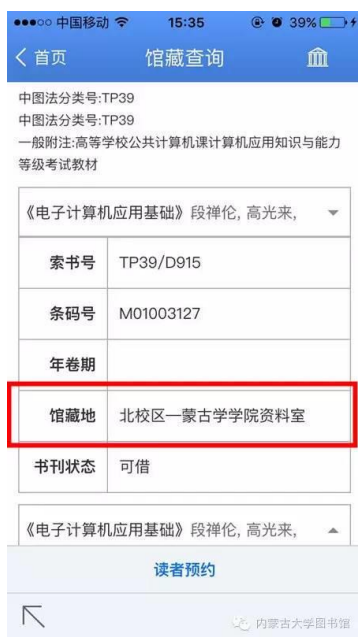 中国移动 15:35 39%
首页 馆藏查询
中图法分类号:TP39
中图法分类号:TP39
一般附注:高等学校公共计算机课计算机应用知识与能力
等级考试教材
《电子计算机应用基础》段禅伦, 高光来,
索书号 TP39/D915
条码号 M01003127
年卷期
馆藏地 北校区—蒙古学学院资料室
书刊状态 可借
《电子计算机应用基础》段禅伦, 高光来,
读者预约
内蒙古大学图书馆